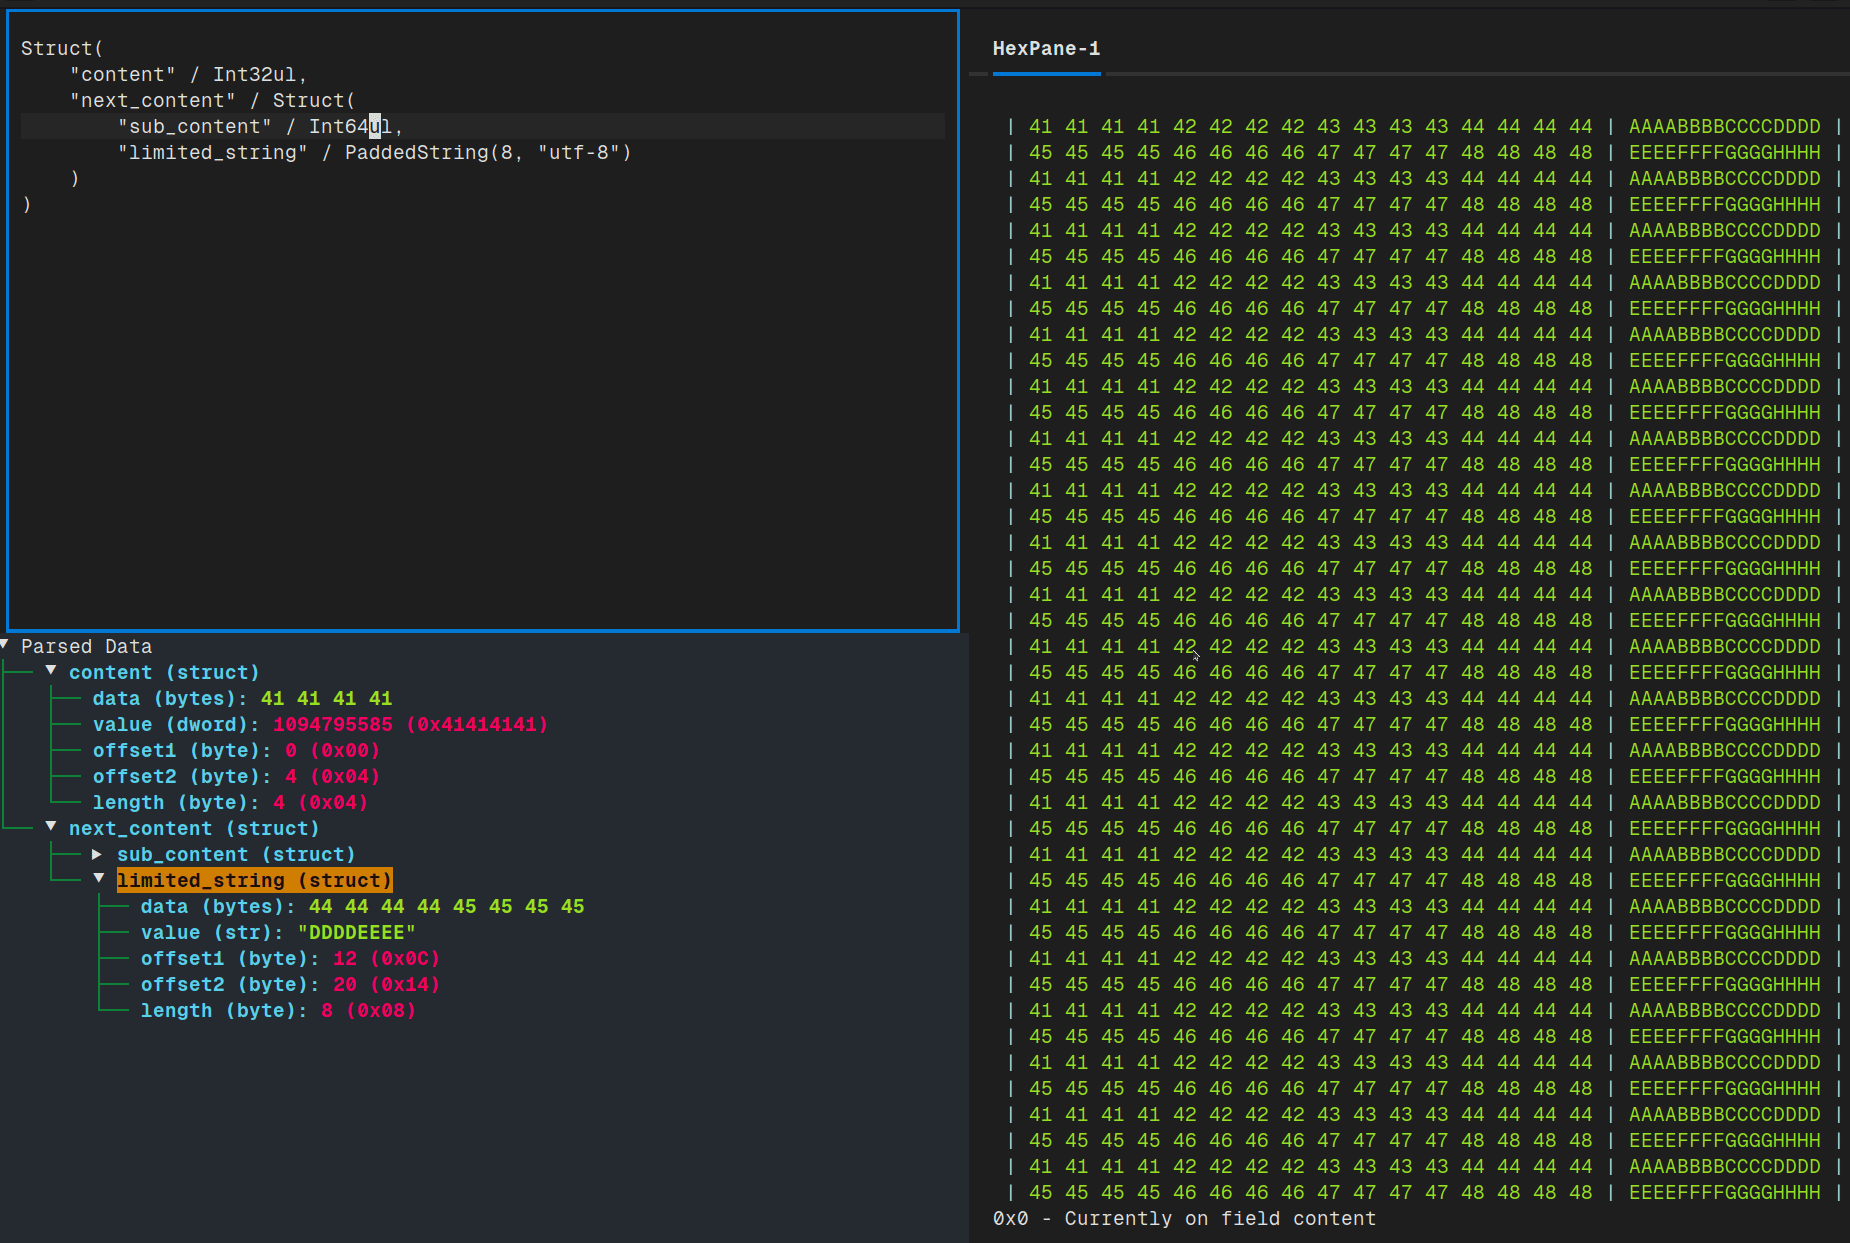 Struct(
    "content" / Int32ul,
    "next_content" / Struct(
        "sub_content" / Int64ul,
        "limited_string" / PaddedString(8, "utf-8")
    )
)
Parsed Data
content (struct)
data (bytes): 41 41 41 41
value (dword): 1094795585 (0x41414141)
offset1 (byte): 0 (0x00)
offset2 (byte): 4 (0x04)
length (byte): 4 (0x04)
next_content (struct)
sub_content (struct)
limited_string (struct)
data (bytes): 44 44 44 44 45 45 45 45
value (str): "DDDDEEEE"
offset1 (byte): 12 (0x0C)
offset2 (byte): 20 (0x14)
length (byte): 8 (0x08)
HexPane-1
| 41 41 41 41 42 42 42 42 43 43 43 43 44 44 44 44 | AAAABBBBCCCCDDDD |
| 45 45 45 45 46 46 46 46 47 47 47 47 48 48 48 48 | EEEEFFFFGGGGHHHH |
| 41 41 41 41 42 42 42 42 43 43 43 43 44 44 44 44 | AAAABBBBCCCCDDDD |
| 45 45 45 45 46 46 46 46 47 47 47 47 48 48 48 48 | EEEEFFFFGGGGHHHH |
| 41 41 41 41 42 42 42 42 43 43 43 43 44 44 44 44 | AAAABBBBCCCCDDDD |
| 45 45 45 45 46 46 46 46 47 47 47 47 48 48 48 48 | EEEEFFFFGGGGHHHH |
| 41 41 41 41 42 42 42 42 43 43 43 43 44 44 44 44 | AAAABBBBCCCCDDDD |
| 45 45 45 45 46 46 46 46 47 47 47 47 48 48 48 48 | EEEEFFFFGGGGHHHH |
| 41 41 41 41 42 42 42 42 43 43 43 43 44 44 44 44 | AAAABBBBCCCCDDDD |
| 45 45 45 45 46 46 46 46 47 47 47 47 48 48 48 48 | EEEEFFFFGGGGHHHH |
| 41 41 41 41 42 42 42 42 43 43 43 43 44 44 44 44 | AAAABBBBCCCCDDDD |
| 45 45 45 45 46 46 46 46 47 47 47 47 48 48 48 48 | EEEEFFFFGGGGHHHH |
| 41 41 41 41 42 42 42 42 43 43 43 43 44 44 44 44 | AAAABBBBCCCCDDDD |
| 45 45 45 45 46 46 46 46 47 47 47 47 48 48 48 48 | EEEEFFFFGGGGHHHH |
| 41 41 41 41 42 42 42 42 43 43 43 43 44 44 44 44 | AAAABBBBCCCCDDDD |
| 45 45 45 45 46 46 46 46 47 47 47 47 48 48 48 48 | EEEEFFFFGGGGHHHH |
| 41 41 41 41 42 42 42 42 43 43 43 43 44 44 44 44 | AAAABBBBCCCCDDDD |
| 45 45 45 45 46 46 46 46 47 47 47 47 48 48 48 48 | EEEEFFFFGGGGHHHH |
| 41 41 41 41 42 42 42 42 43 43 43 43 44 44 44 44 | AAAABBBBCCCCDDDD |
| 45 45 45 45 46 46 46 46 47 47 47 47 48 48 48 48 | EEEEFFFFGGGGHHHH |
| 41 41 41 41 42 42 42 42 43 43 43 43 44 44 44 44 | AAAABBBBCCCCDDDD |
| 45 45 45 45 46 46 46 46 47 47 47 47 48 48 48 48 | EEEEFFFFGGGGHHHH |
| 41 41 41 41 42 42 42 42 43 43 43 43 44 44 44 44 | AAAABBBBCCCCDDDD |
| 45 45 45 45 46 46 46 46 47 47 47 47 48 48 48 48 | EEEEFFFFGGGGHHHH |
| 41 41 41 41 42 42 42 42 43 43 43 43 44 44 44 44 | AAAABBBBCCCCDDDD |
| 45 45 45 45 46 46 46 46 47 47 47 47 48 48 48 48 | EEEEFFFFGGGGHHHH |
| 41 41 41 41 42 42 42 42 43 43 43 43 44 44 44 44 | AAAABBBBCCCCDDDD |
| 45 45 45 45 46 46 46 46 47 47 47 47 48 48 48 48 | EEEEFFFFGGGGHHHH |
| 41 41 41 41 42 42 42 42 43 43 43 43 44 44 44 44 | AAAABBBBCCCCDDDD |
| 45 45 45 45 46 46 46 46 47 47 47 47 48 48 48 48 | EEEEFFFFGGGGHHHH |
| 41 41 41 41 42 42 42 42 43 43 43 43 44 44 44 44 | AAAABBBBCCCCDDDD |
| 45 45 45 45 46 46 46 46 47 47 47 47 48 48 48 48 | EEEEFFFFGGGGHHHH |
| 41 41 41 41 42 42 42 42 43 43 43 43 44 44 44 44 | AAAABBBBCCCCDDDD |
| 45 45 45 45 46 46 46 46 47 47 47 47 48 48 48 48 | EEEEFFFFGGGGHHHH |
| 41 41 41 41 42 42 42 42 43 43 43 43 44 44 44 44 | AAAABBBBCCCCDDDD |
| 45 45 45 45 46 46 46 46 47 47 47 47 48 48 48 48 | EEEEFFFFGGGGHHHH |
| 41 41 41 41 42 42 42 42 43 43 43 43 44 44 44 44 | AAAABBBBCCCCDDDD |
| 45 45 45 45 46 46 46 46 47 47 47 47 48 48 48 48 | EEEEFFFFGGGGHHHH |
| 41 41 41 41 42 42 42 42 43 43 43 43 44 44 44 44 | AAAABBBBCCCCDDDD |
| 45 45 45 45 46 46 46 46 47 47 47 47 48 48 48 48 | EEEEFFFFGGGGHHHH |
| 41 41 41 41 42 42 42 42 43 43 43 43 44 44 44 44 | AAAABBBBCCCCDDDD |
| 45 45 45 45 46 46 46 46 47 47 47 47 48 48 48 48 | EEEEFFFFGGGGHHHH |
0x0 - Currently on field content